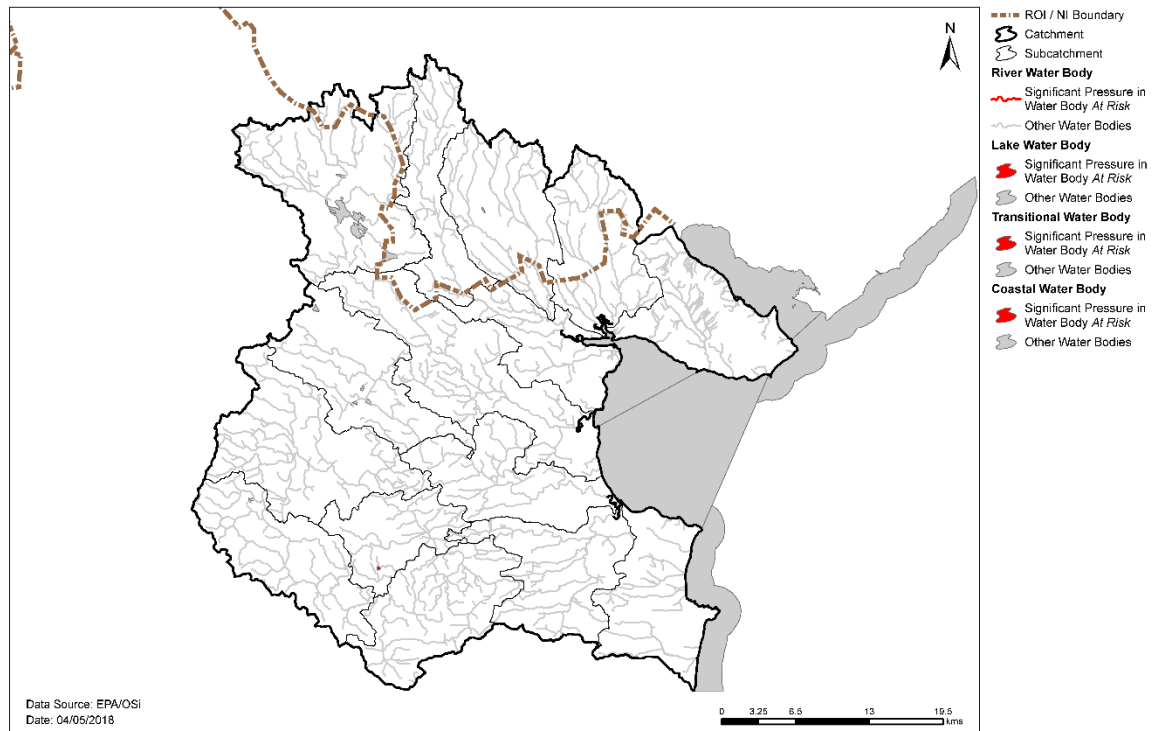 N
ROI / NI Boundary
Catchment
Subcatchment
River Water Body
Significant Pressure in
Water Body At Risk
Other Water Bodies
Lake Water Body
Significant Pressure in
Water Body At Risk
Other Water Bodies
Transitional Water Body
Significant Pressure in
Water Body At Risk
Other Water Bodies
Coastal Water Body
Significant Pressure in
Water Body At Risk
Other Water Bodies
Data Source: EPA/OSi
Date: 04/05/2018
0 3.25 6.5 13 19.5
kms